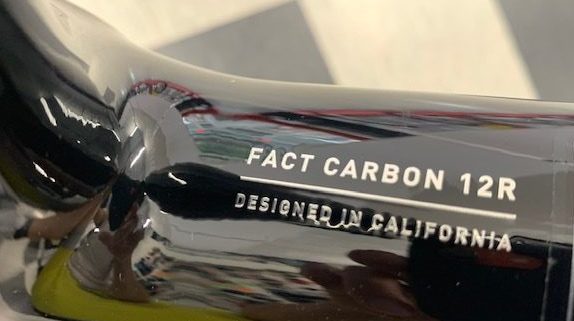 FACT CARBON 12R
DESIGNED IN CALIFORNIA